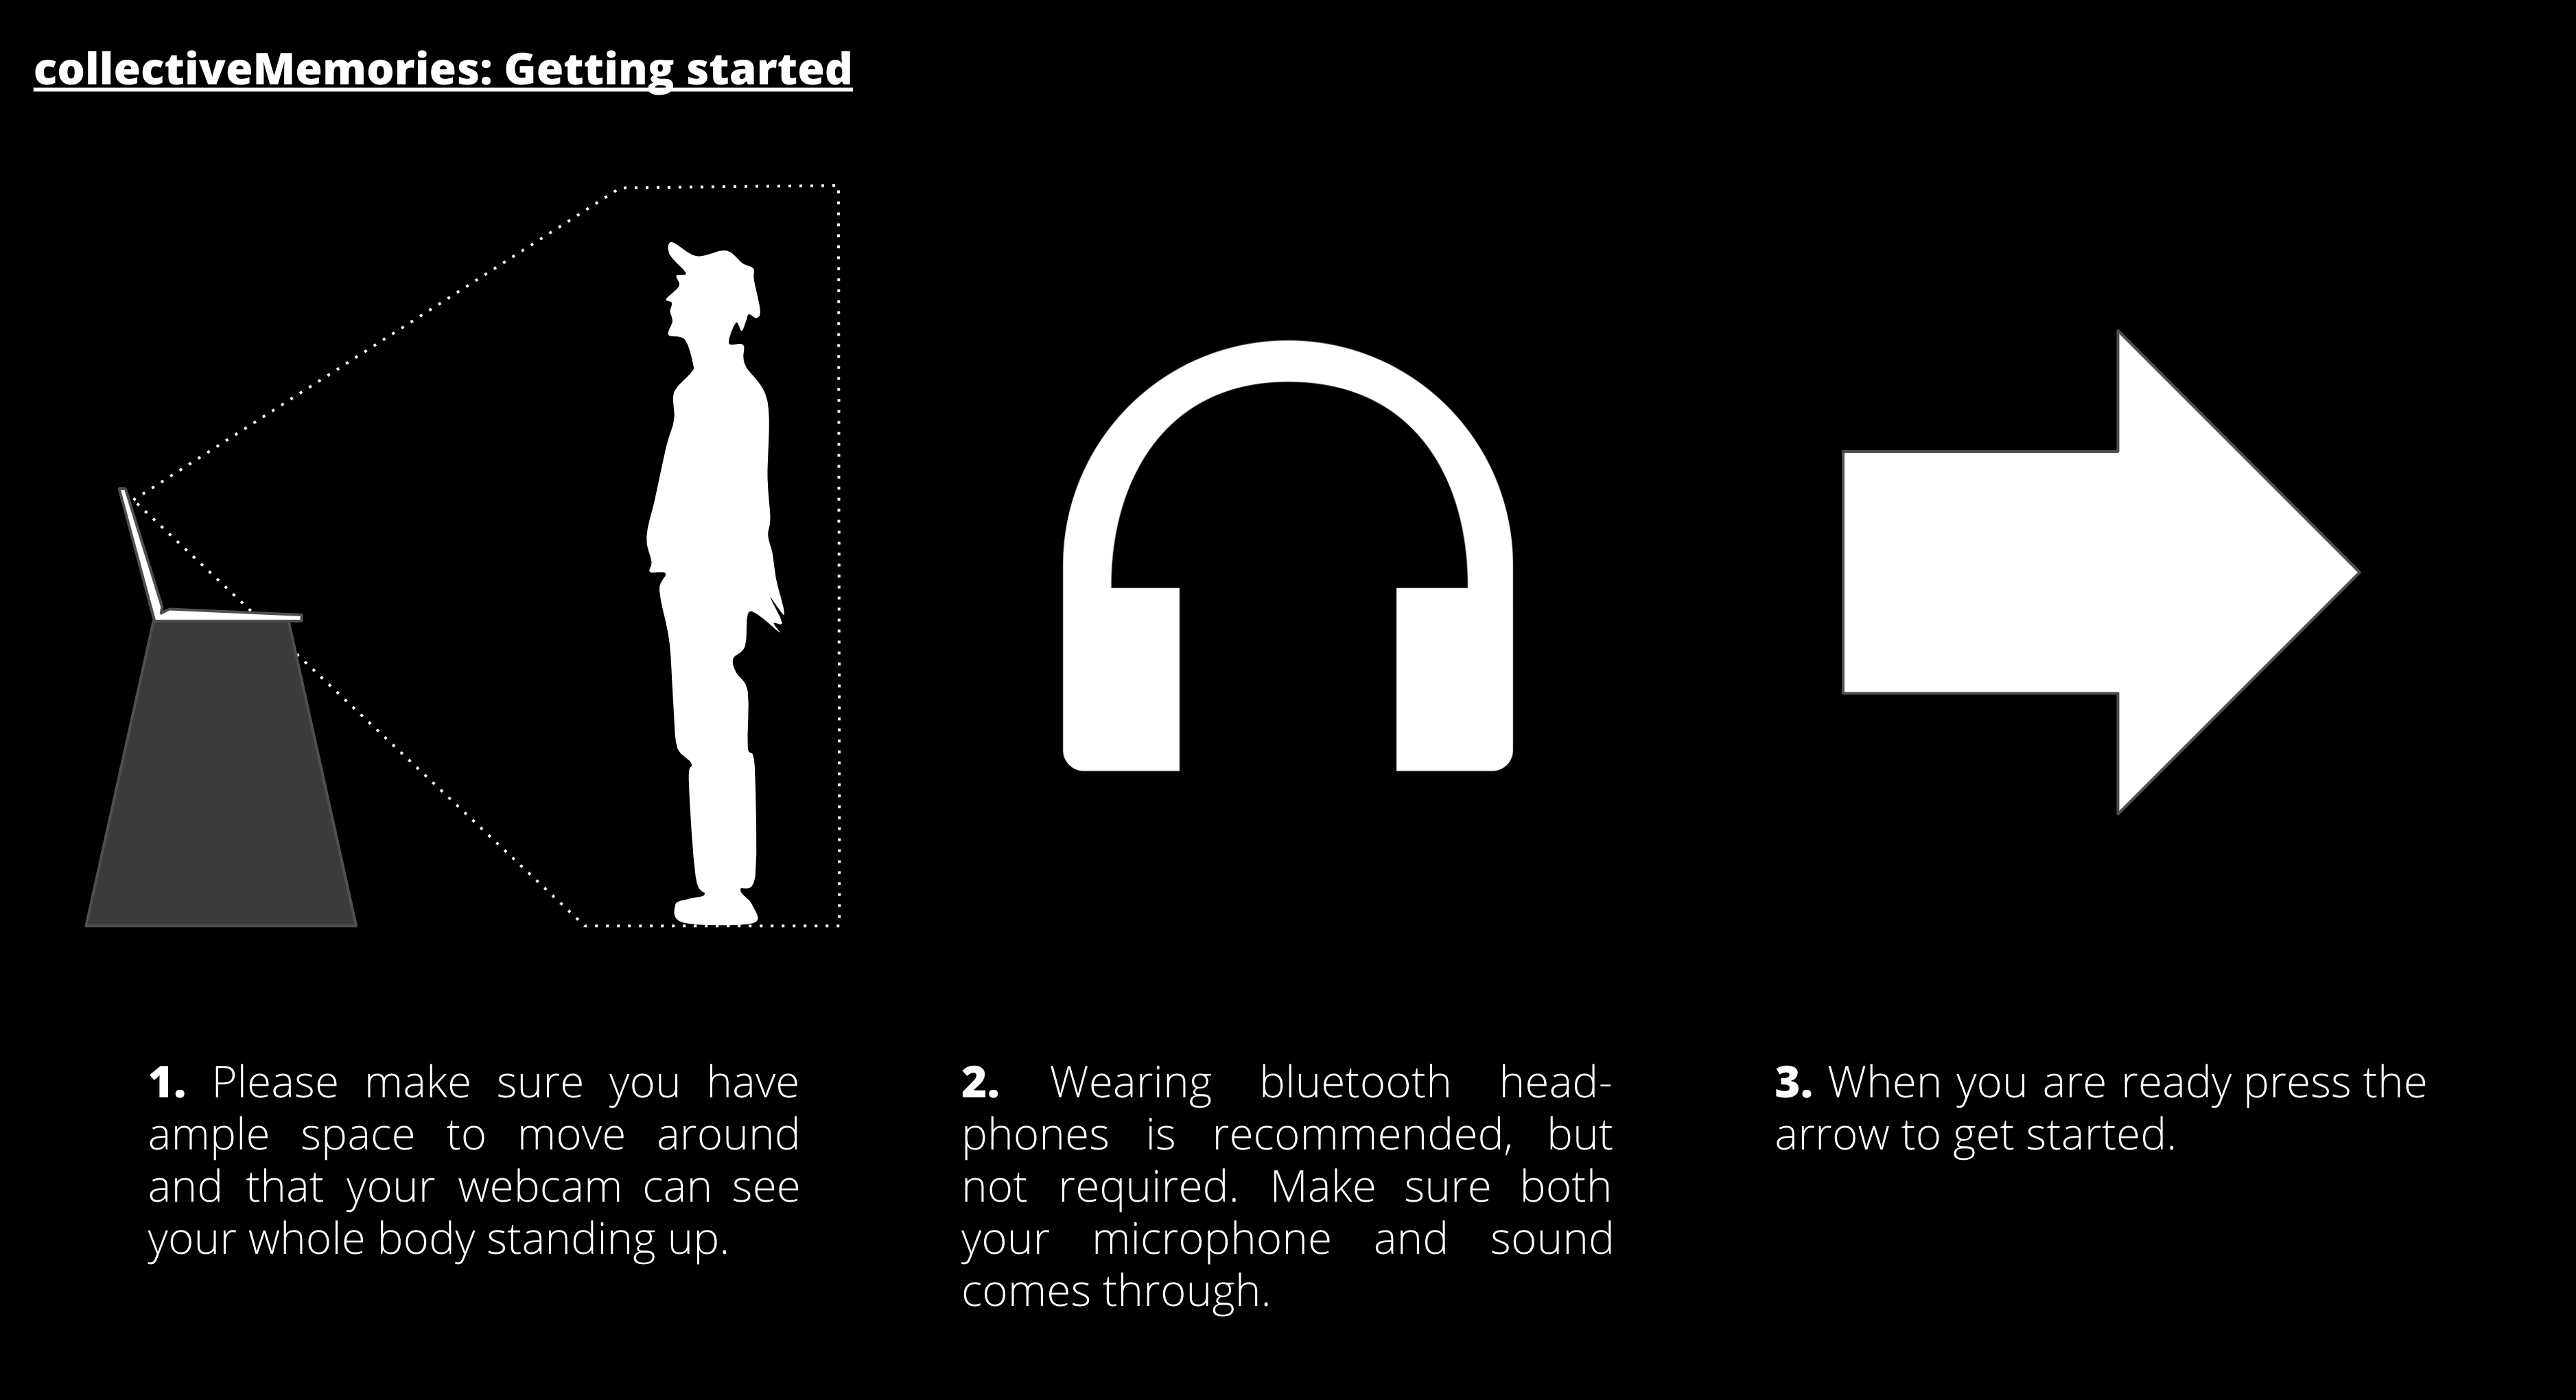 collectiveMemories: Getting started
1. Please make sure you have
ample space to move around
and that your webcam can see
your whole body standing up.
2. Wearing bluetooth head-
phones is recommended, but
not required. Make sure both
your microphone and sound
comes through.
3. When you are ready press the
arrow to get started.